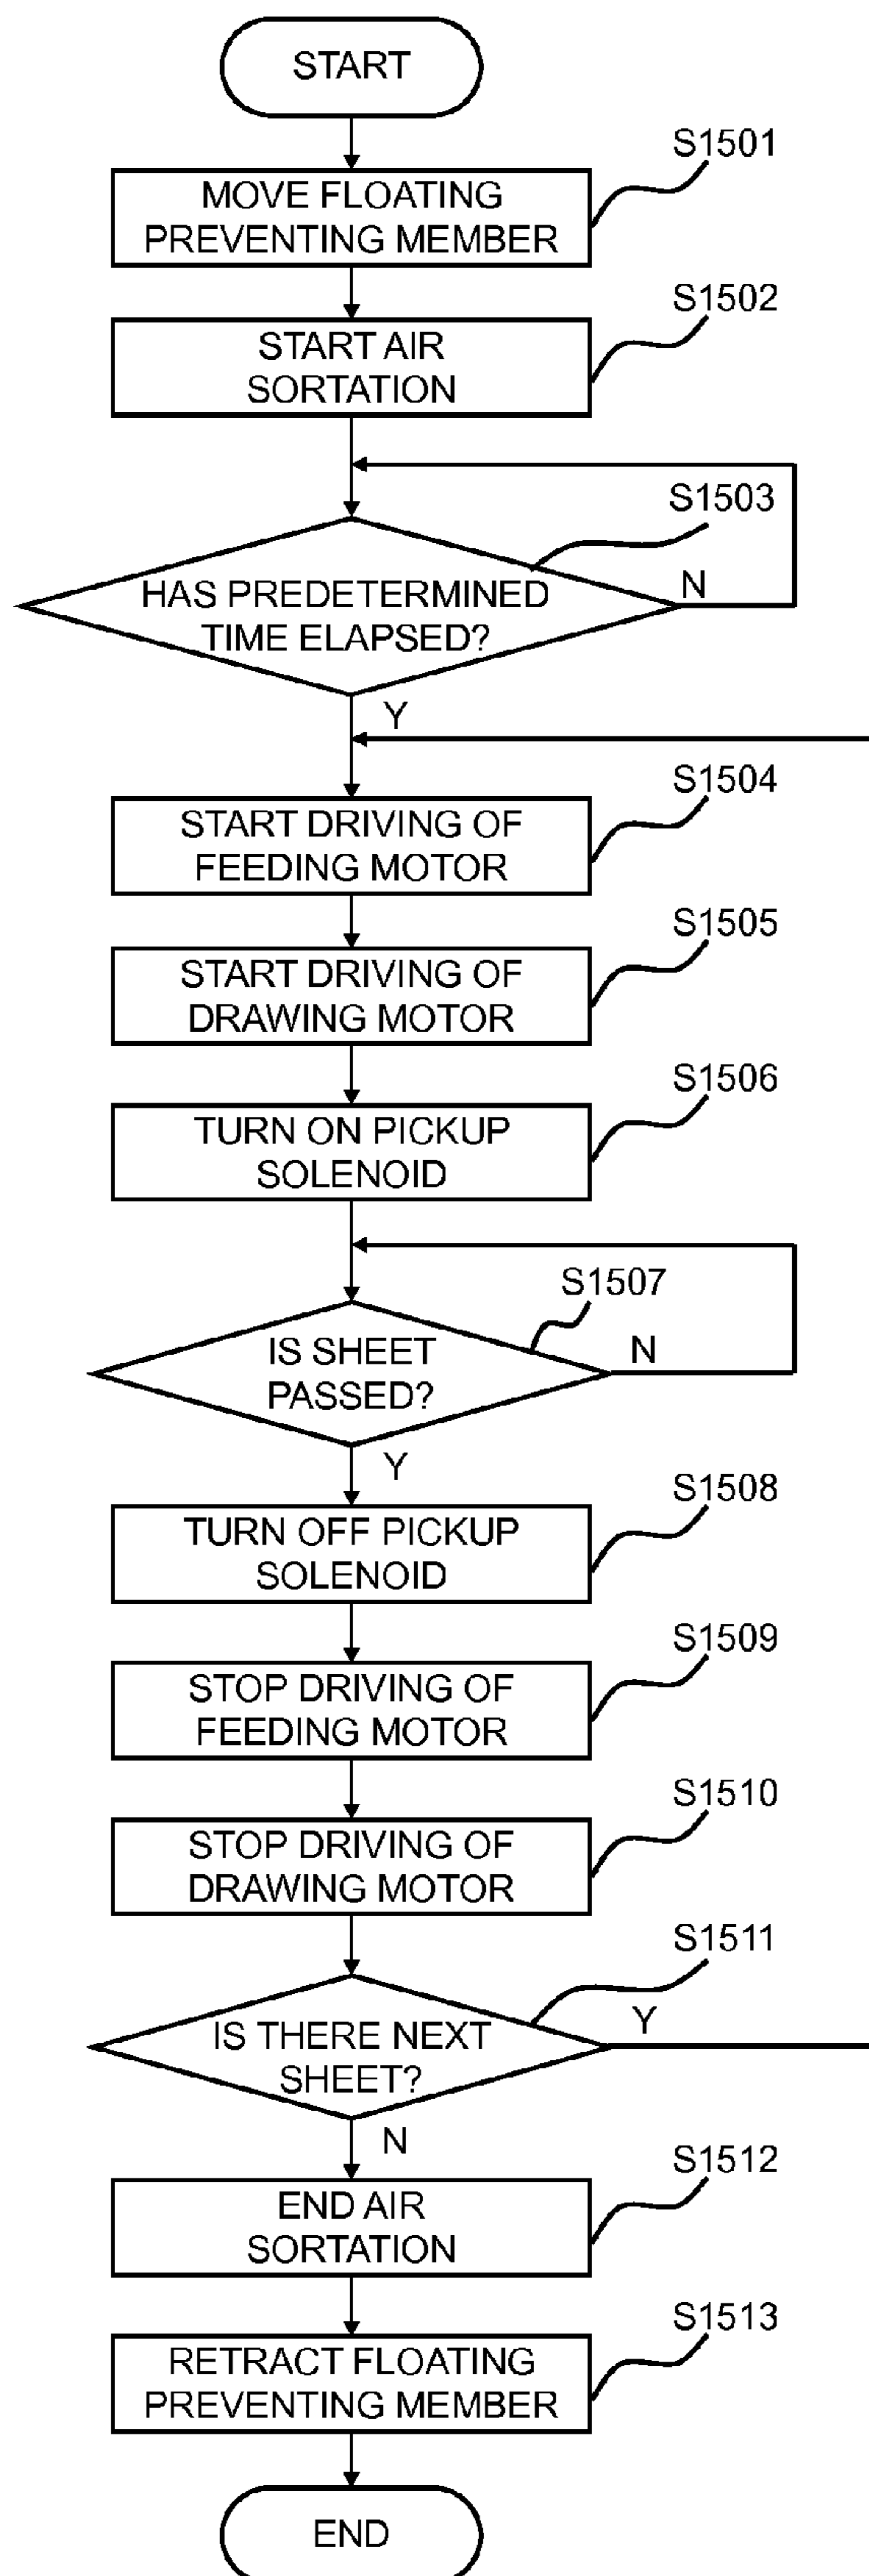 START
S1501
MOVE FLOATING
PREVENTING MEMBER
S1502
START AIR
SORTATION
S1503
HAS PREDETERMINED
TIME ELAPSED?
N
Y
S1504
START DRIVING OF
FEEDING MOTOR
S1505
START DRIVING OF
DRAWING MOTOR
S1506
TURN ON PICKUP
SOLENOID
S1507
IS SHEET
PASSED?
N
Y
S1508
TURN OFF PICKUP
SOLENOID
S1509
STOP DRIVING OF
FEEDING MOTOR
S1510
STOP DRIVING OF
DRAWING MOTOR
S1511
IS THERE NEXT
SHEET?
Y
N
S1512
END AIR
SORTATION
S1513
RETRACT FLOATING
PREVENTING MEMBER
END